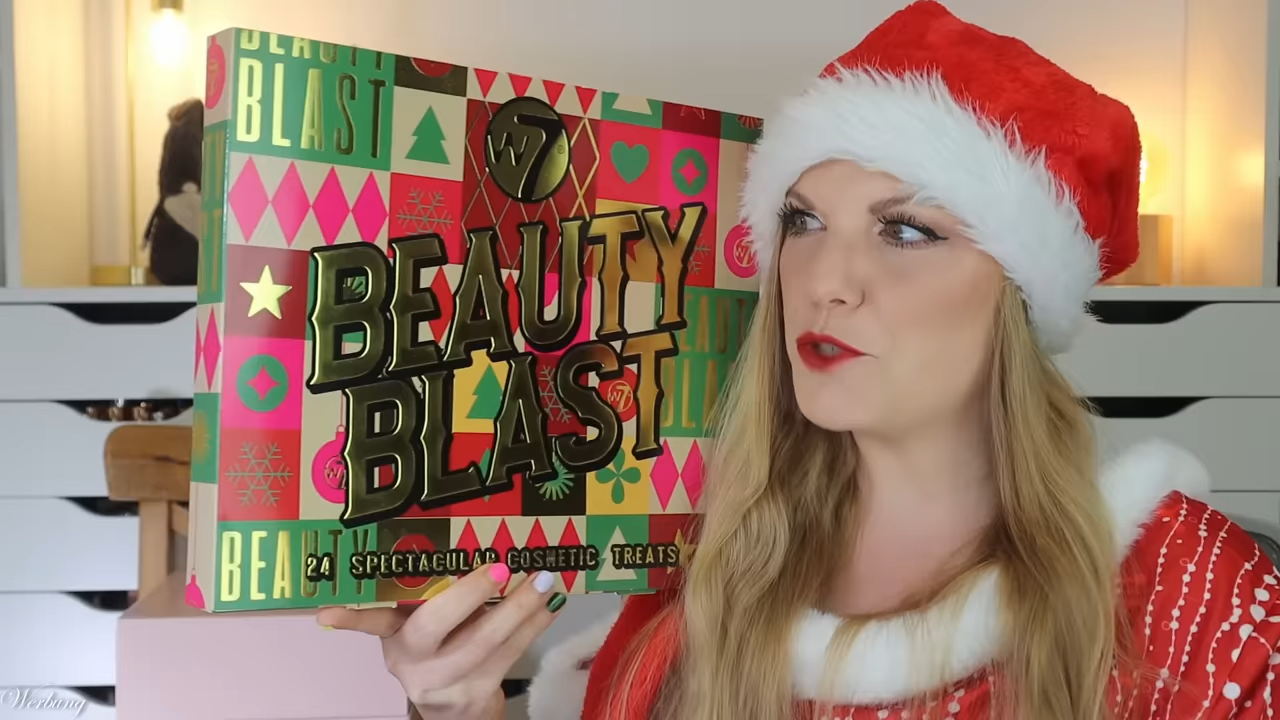 BEAUTY
BLAST
W7
BEAUTY
BLAST
BEAUTY
24 SPECTACULAR COSMETIC TREATS
Werbung